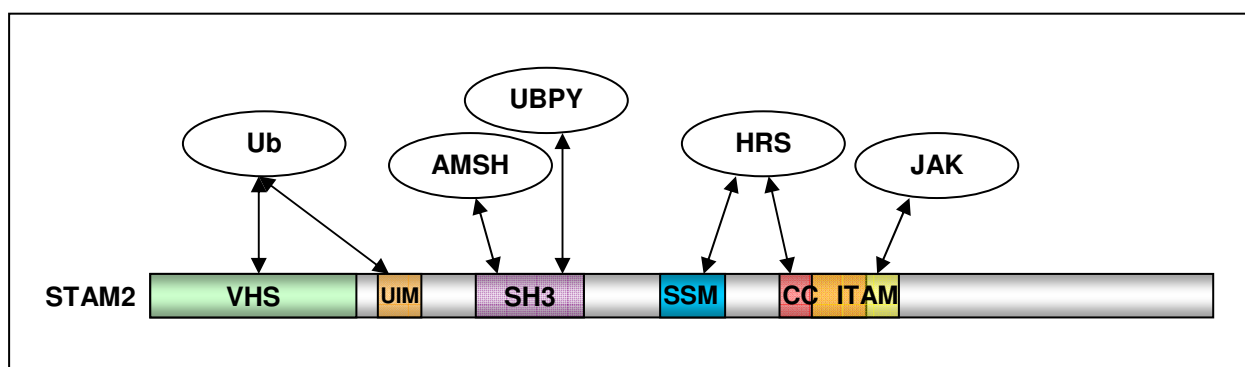 UBPY
Ub
AMSH
HRS
JAK
STAM2
VHS
UIM
SH3
SSM
CC
ITAM